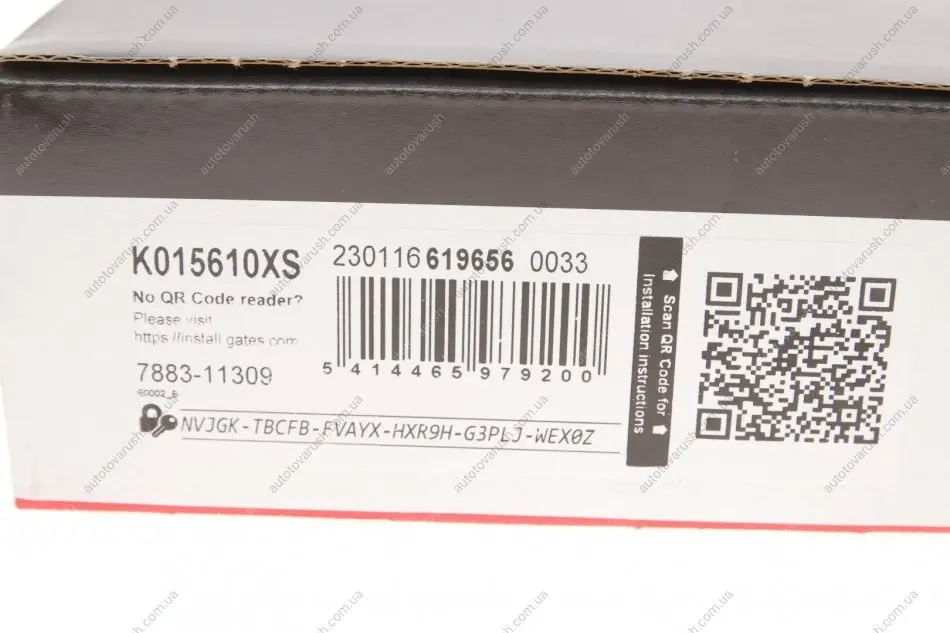 K015610XS
230116 619656 0033
No QR Code reader?
Please visit
https://install.gates.com
5 414465 979200
7883-11309
60002_B
NVJGK-TBCFB-FVAYX-HXR9H-G3PLJ-WEX0Z
Scan QR Code for
Installation instructions
autotovarush.com.ua